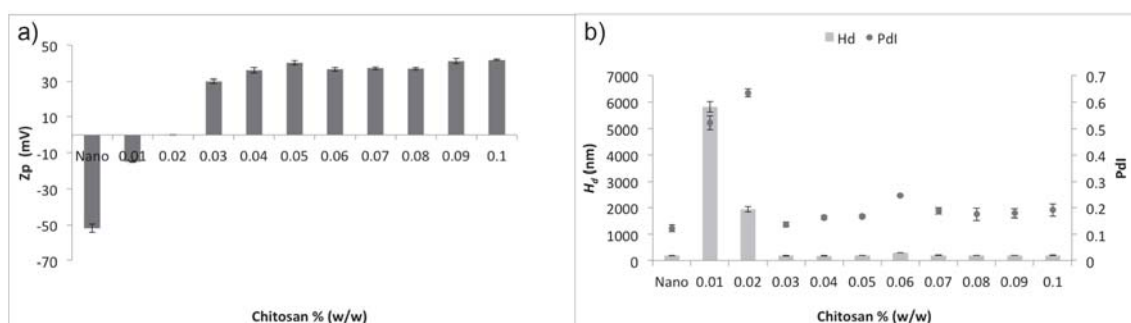 a)
50
30
10
-10
-30
-50
-70
Zp (mV)
Nano 0.01 0.02 0.03 0.04 0.05 0.06 0.07 0.08 0.09 0.1
Chitosan % (w/w)
b)
Hd PdI
7000
6000
5000
4000
3000
2000
1000
0
Hd (nm)
0.7
0.6
0.5
0.4
0.3
0.2
0.1
0
PdI
Nano 0.01 0.02 0.03 0.04 0.05 0.06 0.07 0.08 0.09 0.1
Chitosan % (w/w)